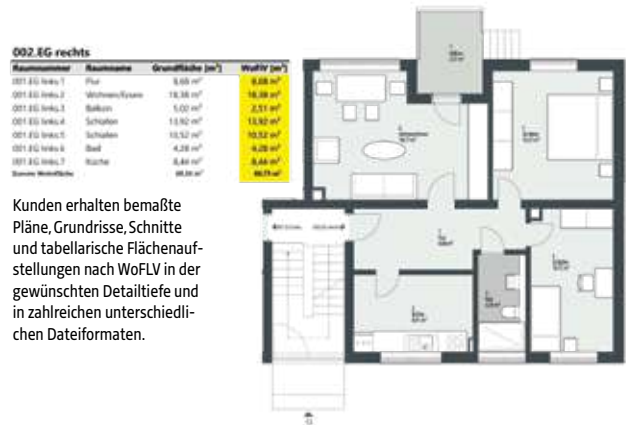 002.EG rechts
Raumnummer Raumname Grundfläche [m²] WoflV [m²]
001.EG links.1 Flur 8,68 m² 8,68 m²
001.EG links.2 Wohnen/Essen 18,38 m² 18,38 m²
001.EG links.3 Balkon 5,02 m² 2,51 m²
001.EG links.4 Schlafen 13,92 m² 13,92 m²
001.EG links.5 Schlafen 10,52 m² 10,52 m²
001.EG links.6 Bad 4,28 m² 4,28 m²
001.EG links.7 Küche 8,44 m² 8,44 m²
Summe Wohnfläche
Kunden erhalten bemaßte
Pläne, Grundrisse, Schnitte
und tabellarische Flächenauf-
stellungen nach WoFLV in der
gewünschten Detailtiefe und
in zahlreichen unterschiedli-
chen Dateiformaten.